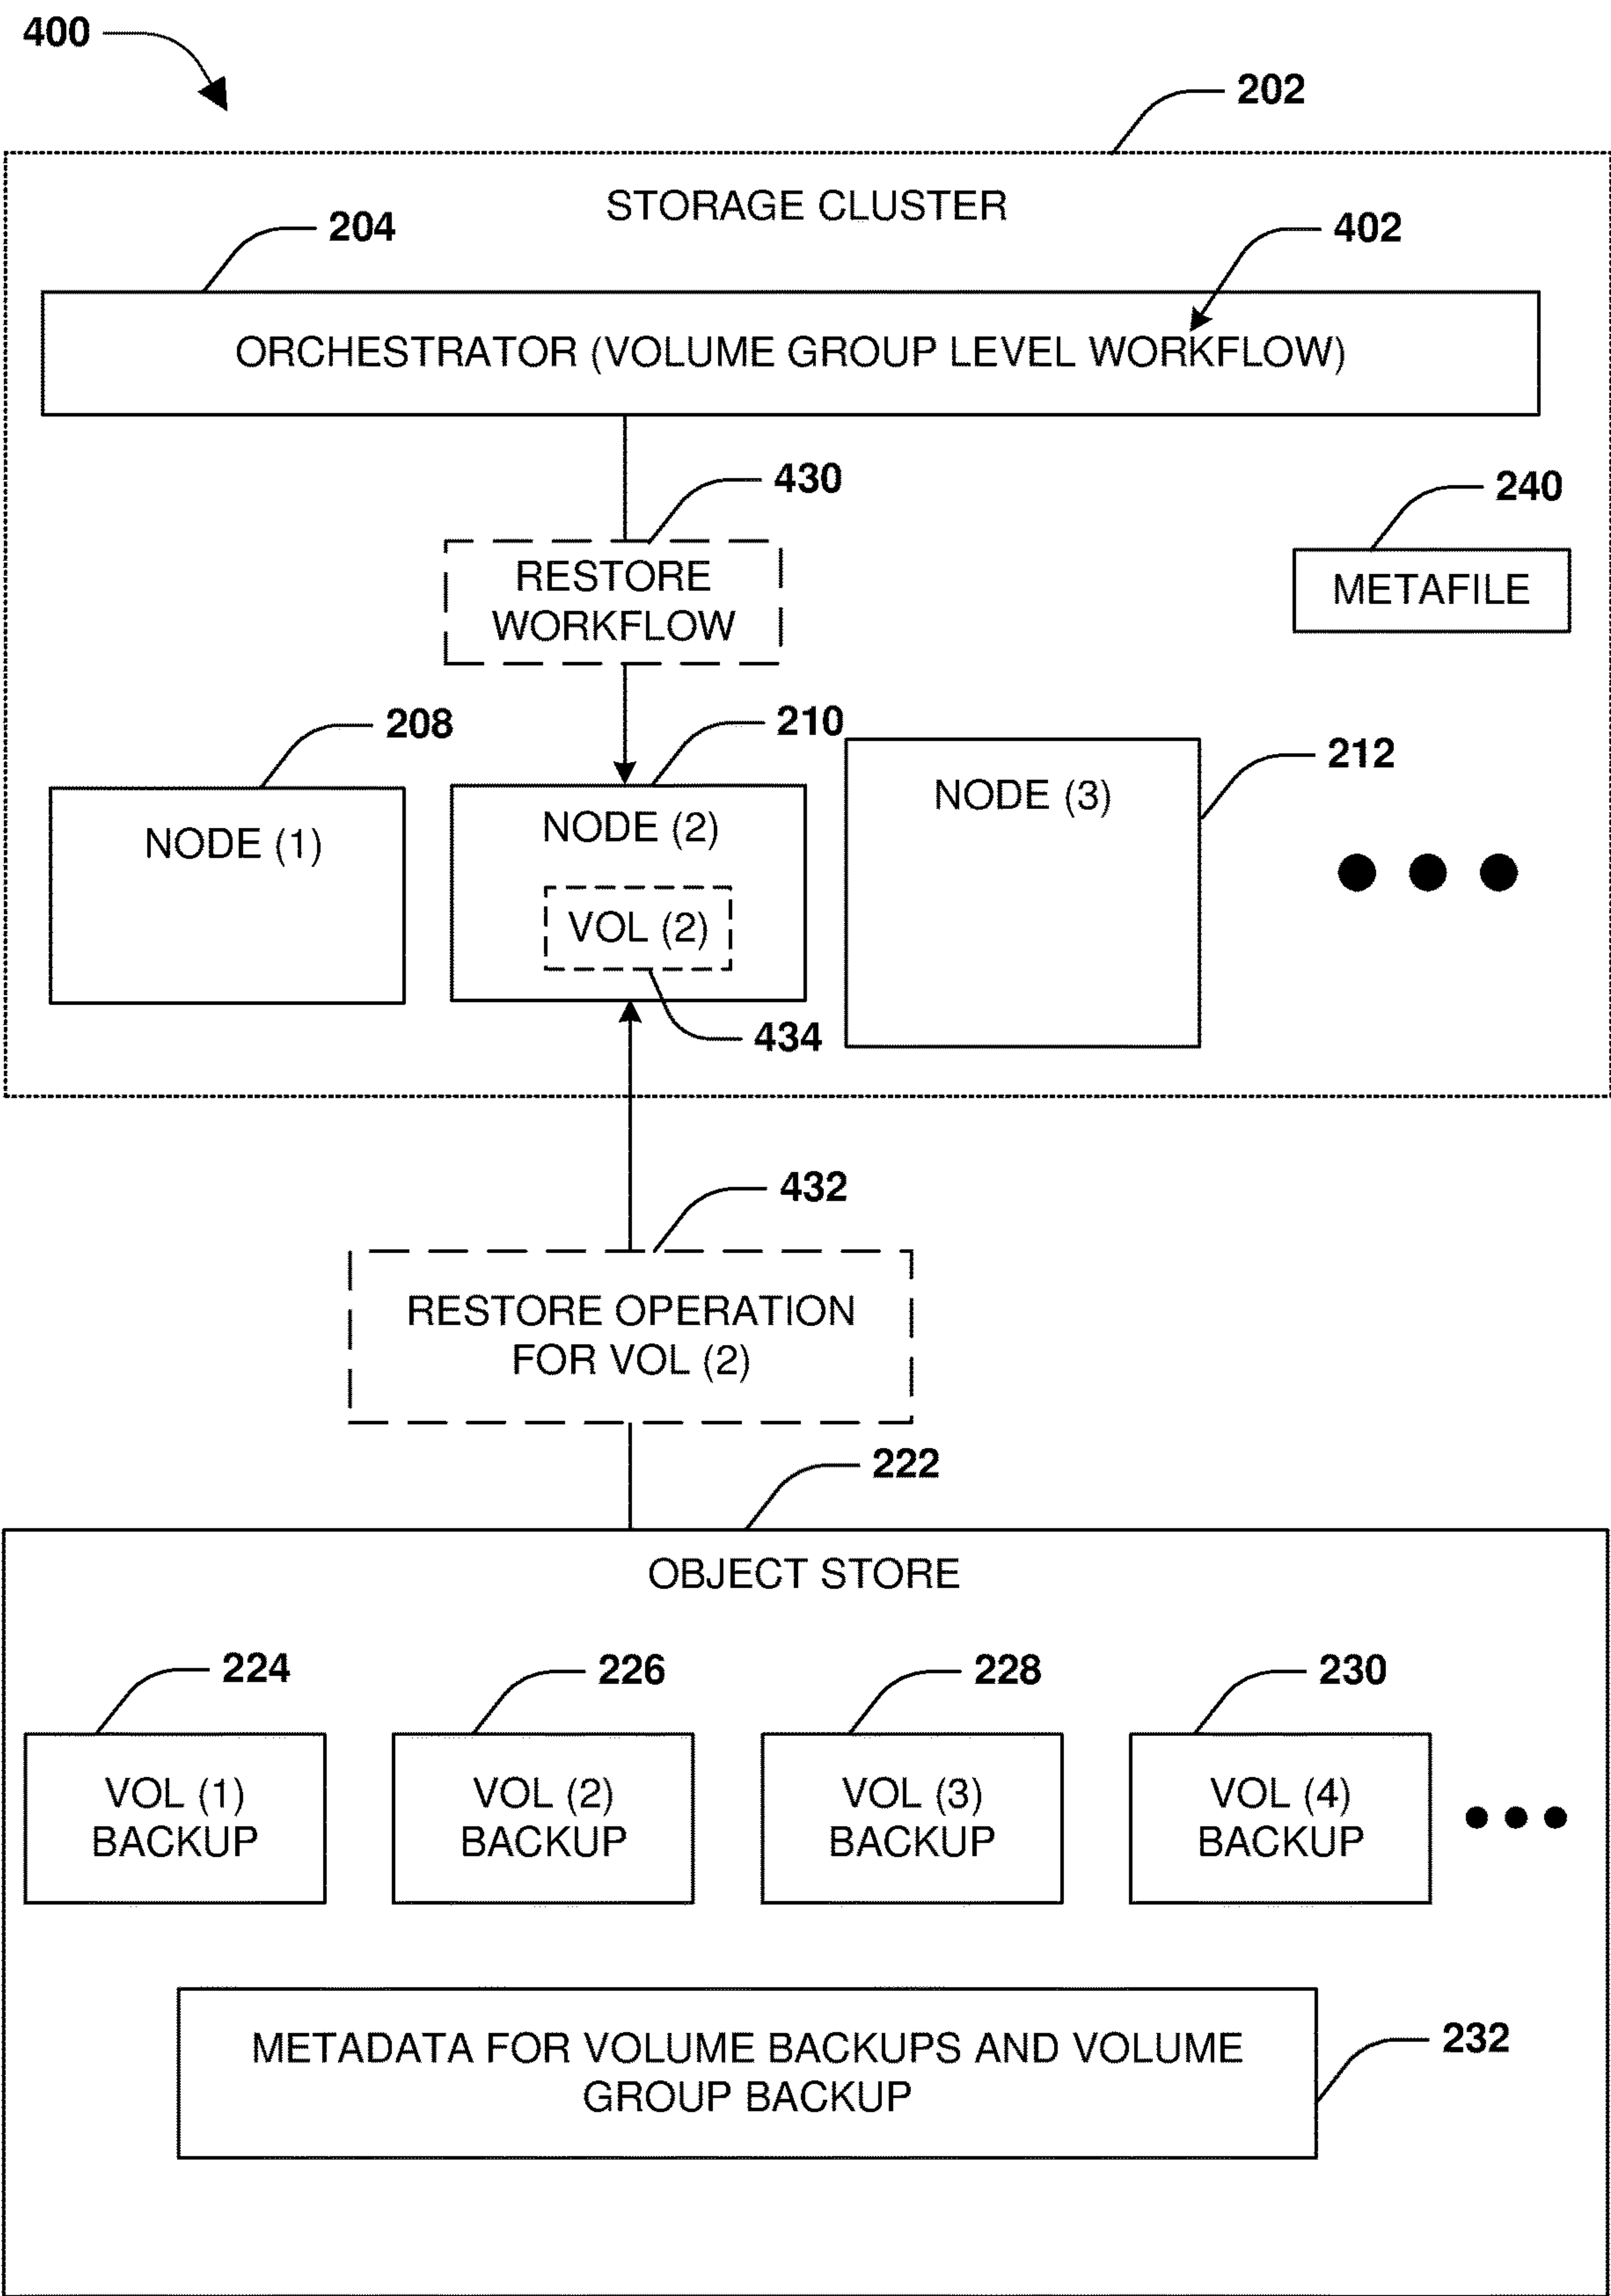 400
202
STORAGE CLUSTER
204
402
ORCHESTRATOR (VOLUME GROUP LEVEL WORKFLOW)
430
240
RESTORE
WORKFLOW
METAFILE
208
210
212
NODE (1)
NODE (2)
NODE (3)
VOL (2)
434
432
RESTORE OPERATION
FOR VOL (2)
222
OBJECT STORE
224
226
228
230
VOL (1)
BACKUP
VOL (2)
BACKUP
VOL (3)
BACKUP
VOL (4)
BACKUP
METADATA FOR VOLUME BACKUPS AND VOLUME
GROUP BACKUP
232